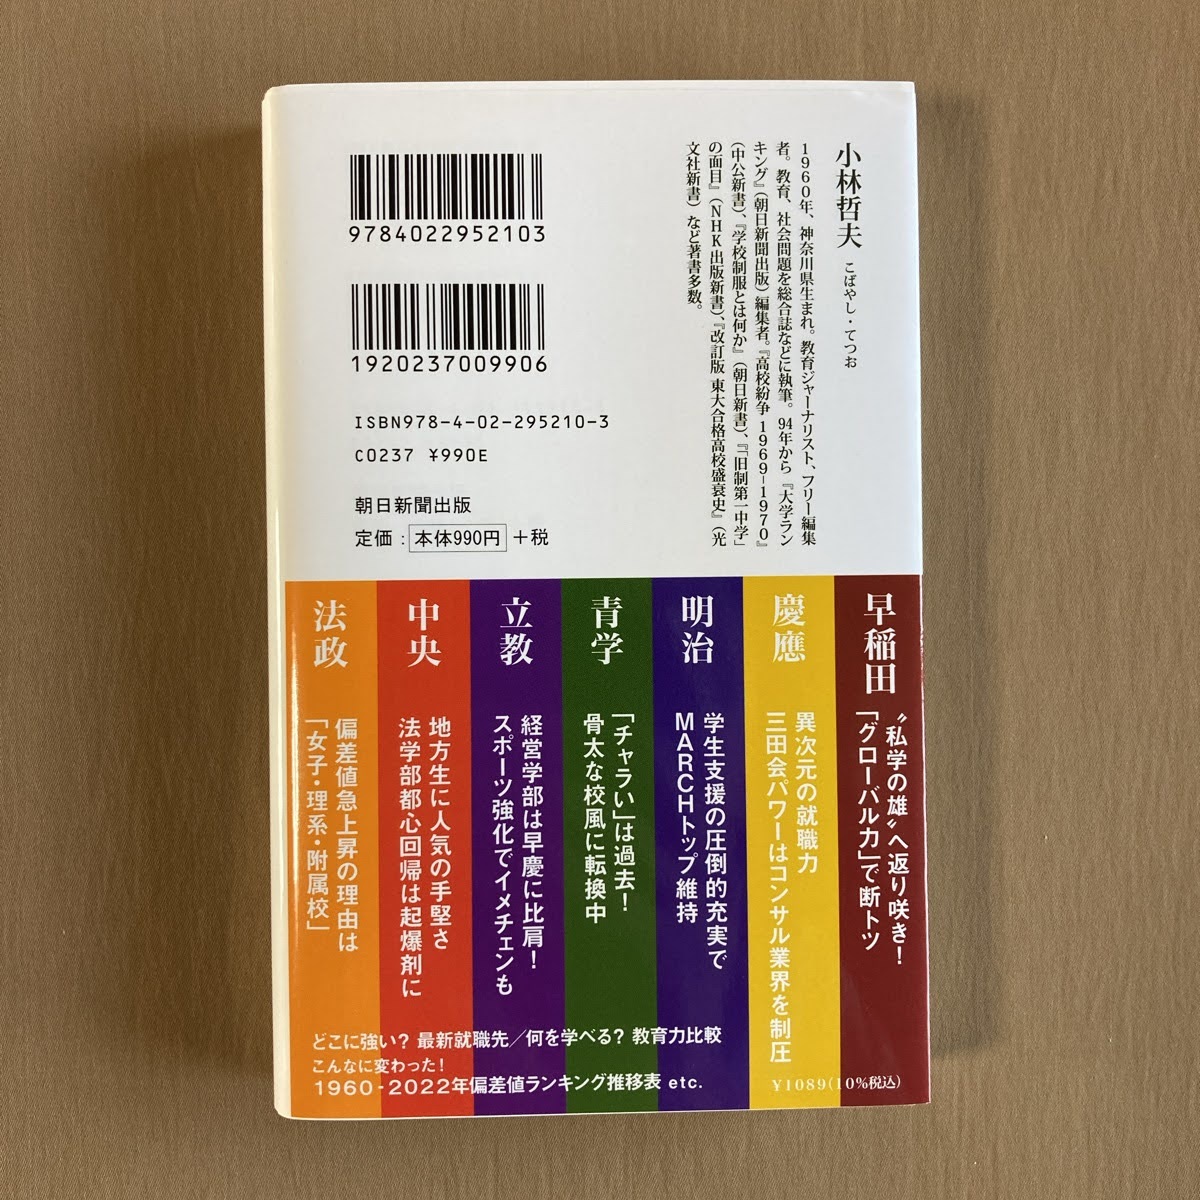 小林哲夫 こばやし・てつお
1960年、神奈川県生まれ。教育ジャーナリスト、フリー編集
者。教育、社会問題を総合誌などに執筆。94年から『大学ラン
キング』(朝日新聞出版)編集者。『高校紛争 1969-1970』
(中公新書)、『学校制服とは何か』(朝日新書)、『「旧制第一中学」
の面目』(NHK出版新書)、『改訂版 東大合格高校盛衰史』(光
文社新書)など著書多数。
9784022952103
1920237009906
ISBN978-4-02-295210-3
C0237 ¥990E
朝日新聞出版
定価:本体990円+税
早稲田
〝私学の雄〟へ返り咲き!
「グローバル力」で断トツ
慶應
異次元の就職力
三田会パワーはコンサル業界を制圧
明治
学生支援の圧倒的充実で
MARCHトップ維持
青学
「チャラい」は過去!
骨太な校風に転換中
立教
経営学部は早慶に比肩!
スポーツ強化でイメチェンも
中央
地方生に人気の手堅さ
法学部都心回帰は起爆剤に
法政
偏差値急上昇の理由は
「女子・理系・附属校」
どこに強い? 最新就職先/何を学べる? 教育力比較
こんなに変わった!
1960-2022年偏差値ランキング推移表 etc.
¥1089(10%税込)